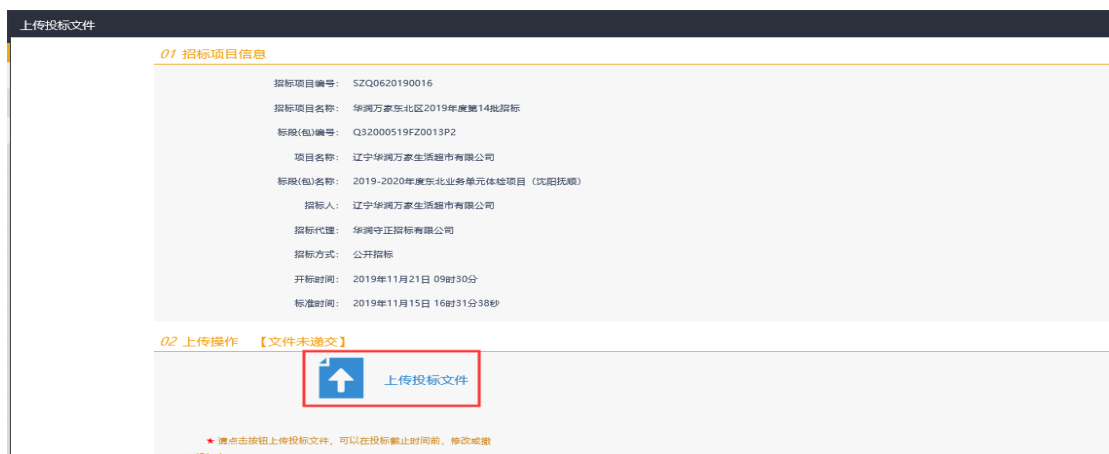 上传投标文件
01 招标项目信息
招标项目编号： SZQ0620190016
招标项目名称： 华润万家东北区2019年度第14批招标
标段(包)编号： Q32000519FZ0013P2
项目名称： 辽宁华润万家生活超市有限公司
标段(包)名称： 2019-2020年度东北业务单元体检项目（沈阳抚顺）
招标人： 辽宁华润万家生活超市有限公司
招标代理： 华润守正招标有限公司
招标方式： 公开招标
开标时间： 2019年11月21日 09时30分
标准时间： 2019年11月15日 16时31分38秒
02 上传操作 【文件未递交】
上传投标文件
★ 请点击按钮上传投标文件，可以在投标截止时间前，修改或撤